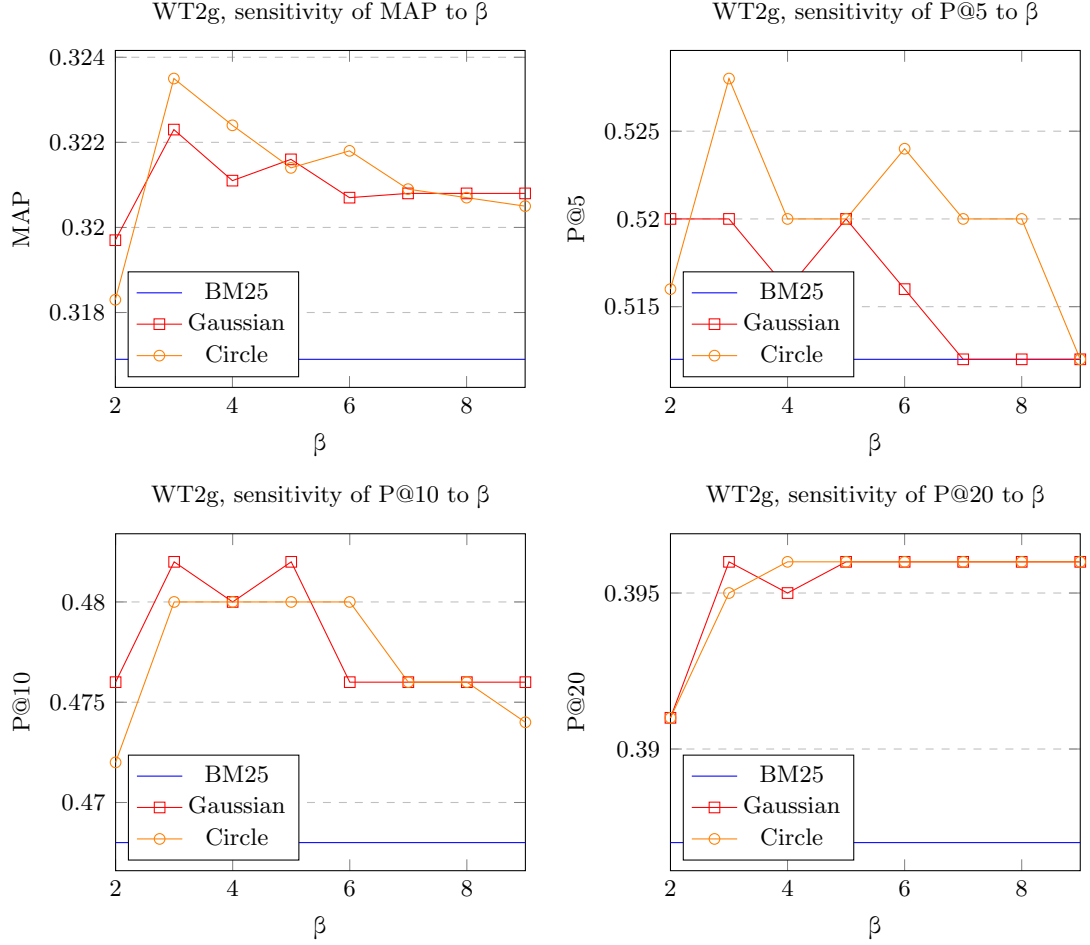 WT2g, sensitivity of MAP to β
0.324
0.322
0.32
0.318
MAP
BM25
Gaussian
Circle
2 4 6 8
β
WT2g, sensitivity of P@5 to β
0.525
0.520
0.515
P@5
BM25
Gaussian
Circle
2 4 6 8
β
WT2g, sensitivity of P@10 to β
0.48
0.475
0.47
P@10
BM25
Gaussian
Circle
2 4 6 8
β
WT2g, sensitivity of P@20 to β
0.395
0.39
P@20
BM25
Gaussian
Circle
2 4 6 8
β